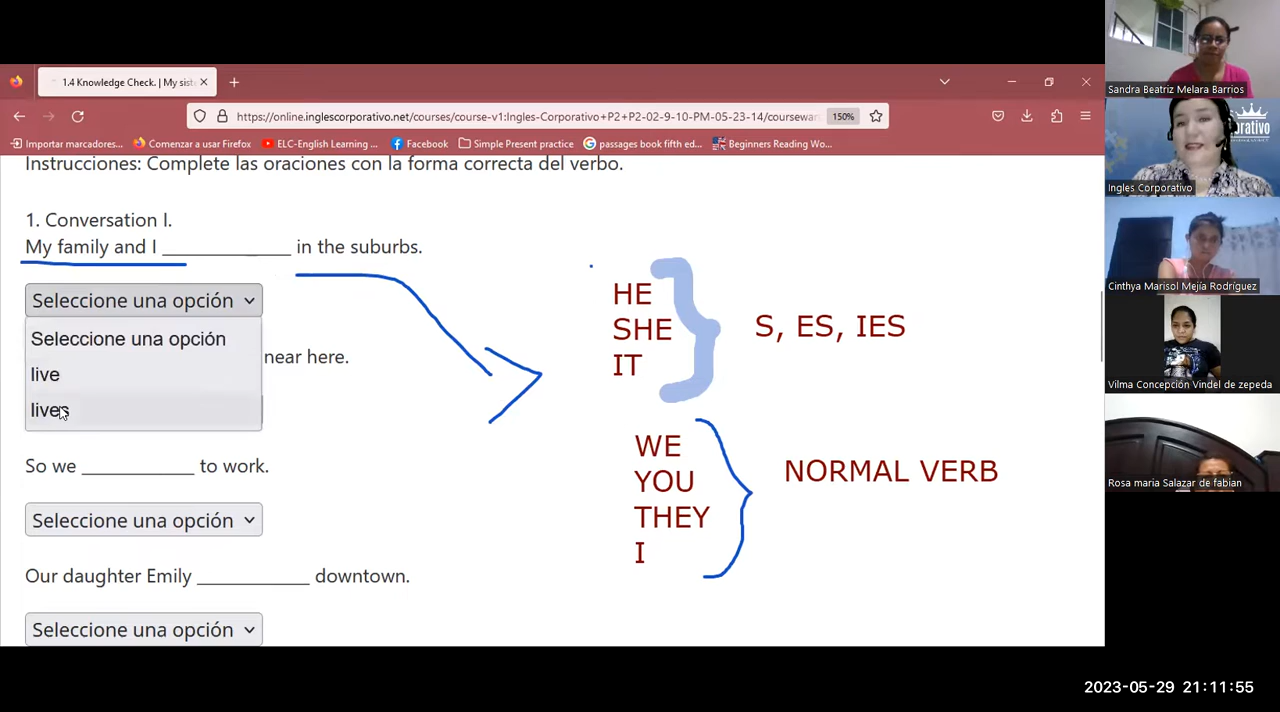 1.4 Knowledge Check. | My sist
https://online.inglescorporativo.net/courses/course-v1:Ingles-Corporativo+P2+P2-02-9-10-PM-05-23-14/coursewar
150%
Importar marcadores...
Comenzar a usar Firefox
ELC-English Learning ...
Facebook
Simple Present practice
passages book fifth ed...
Beginners Reading Wo...
Instrucciones: Complete las oraciones con la forma correcta del verbo.
1. Conversation I.
My family and I ____________ in the suburbs.
Seleccione una opción
Seleccione una opción
live
lives
near here.
So we ____________ to work.
Seleccione una opción
Our daughter Emily ____________ downtown.
Seleccione una opción
HE
SHE
IT
S, ES, IES
WE
YOU
THEY
I
NORMAL VERB
Sandra Beatriz Melara Barrios
Ingles Corporativo
Cinthya Marisol Mejía Rodríguez
Vilma Concepción Vindel de zepeda
Rosa maria Salazar de fabian
2023-05-29 21:11:55